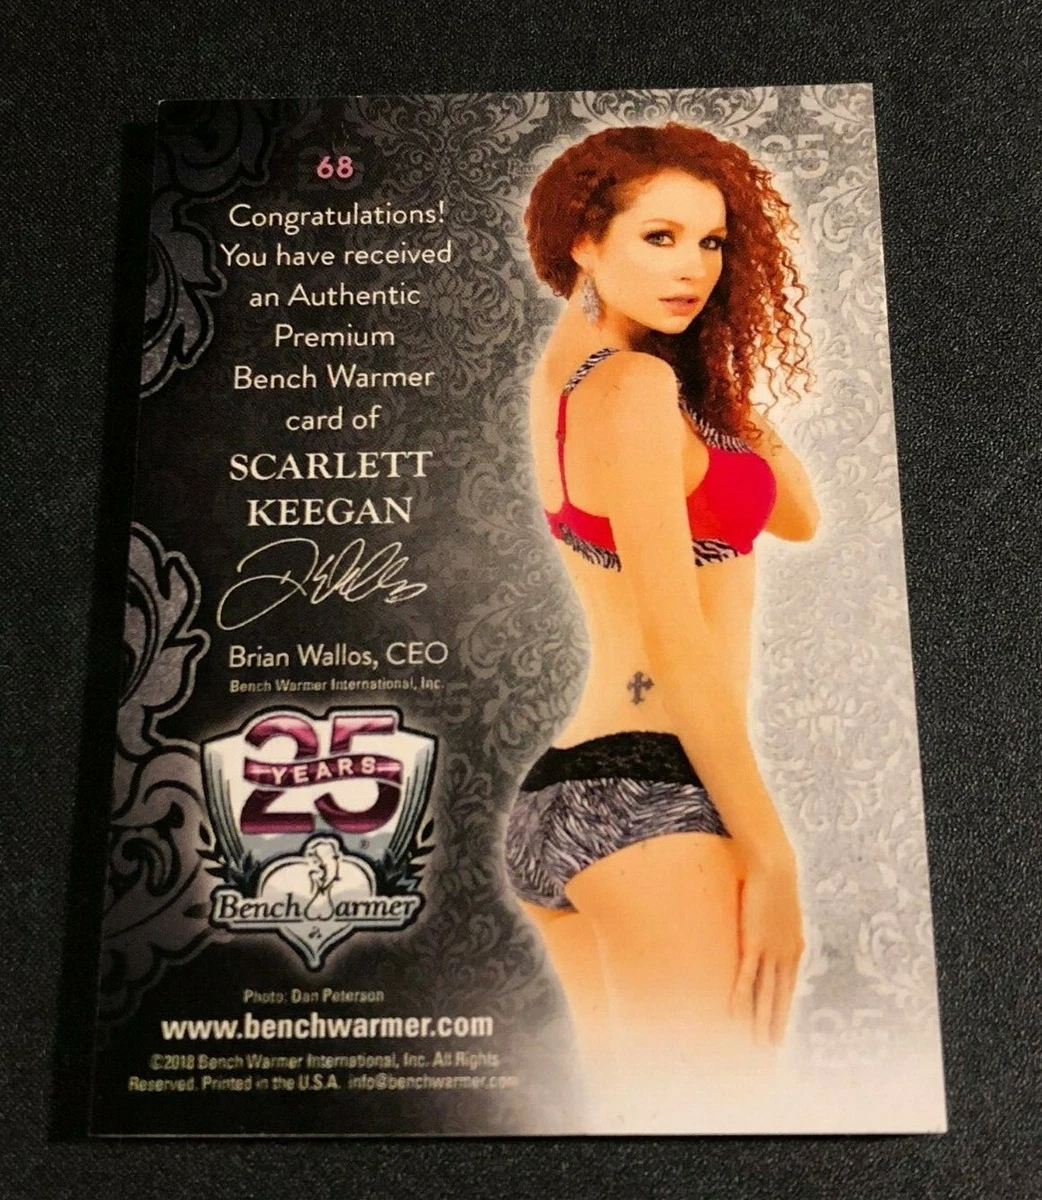 68
Congratulations!
You have received
an Authentic
Premium
Bench Warmer
card of
SCARLETT
KEEGAN
Brian Wallos, CEO
Bench Warmer International, Inc.
25
YEARS
®
BenchWarmer
Photo: Dan Peterson
www.benchwarmer.com
©2018 Bench Warmer International, Inc. All Rights
Reserved. Printed in the U.S.A. info@benchwarmer.com